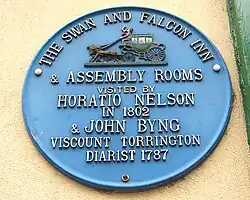 THE SWAN AND FALCON INN
& ASSEMBLY ROOMS
VISITED BY
HORATIO NELSON
IN 1802
& JOHN BYNG
VISCOUNT TORRINGTON
DIARIST 1787